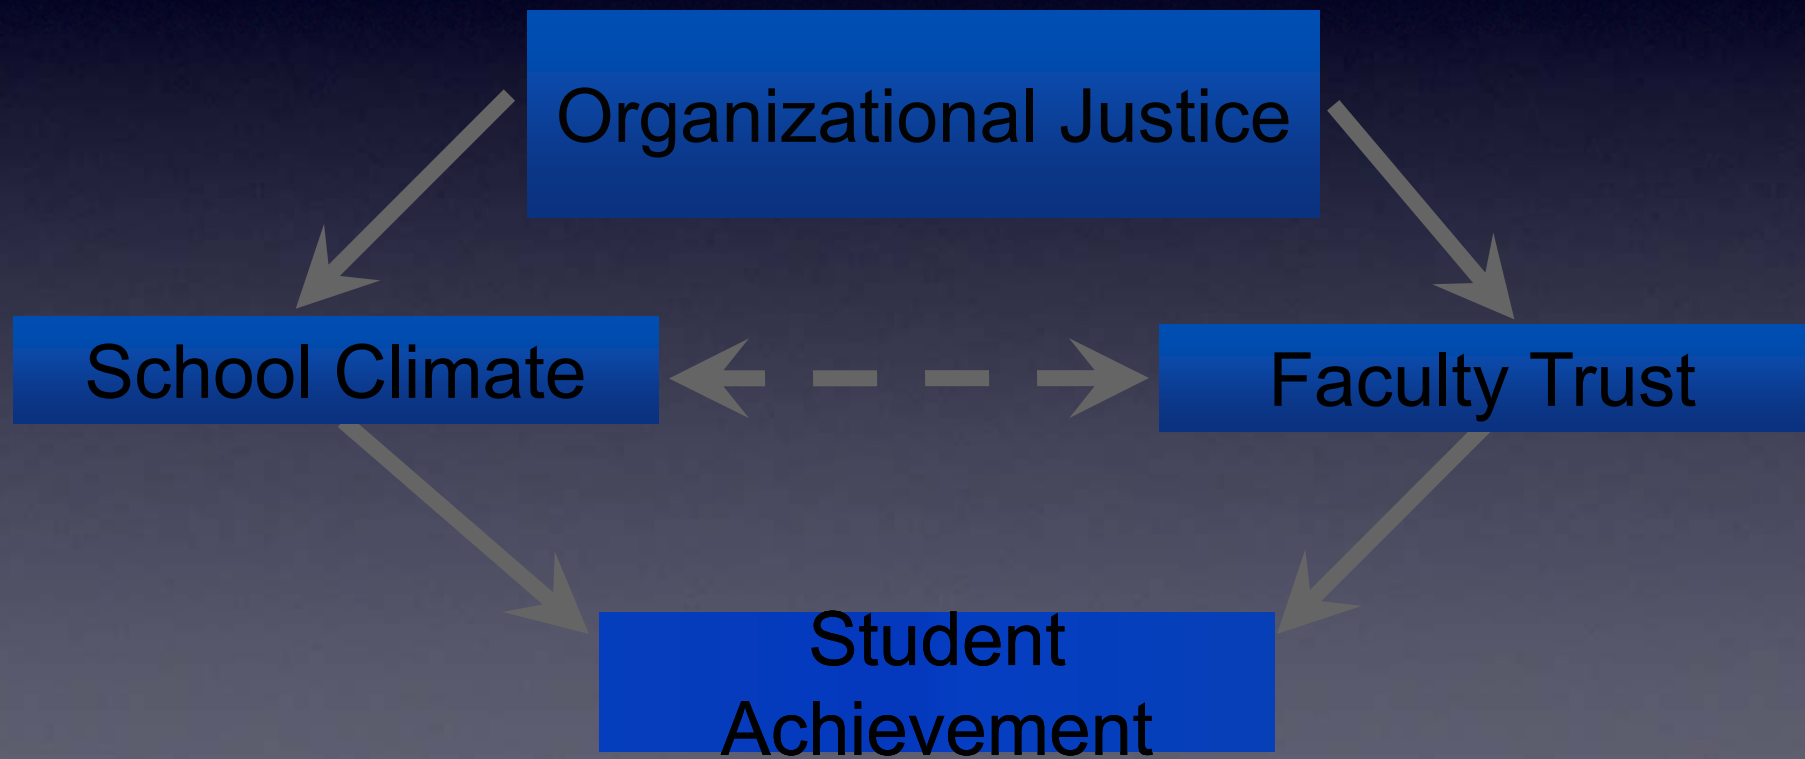 Organizational Justice
School Climate
Faculty Trust
Student
Achievement